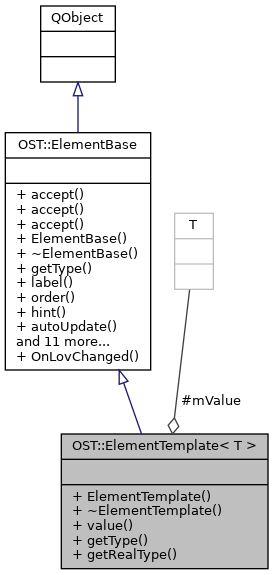 QObject
OST::ElementBase
+ accept()
+ accept()
+ accept()
+ ElementBase()
+ ~ElementBase()
+ getType()
+ label()
+ order()
+ hint()
+ autoUpdate()
and 11 more...
+ OnLovChanged()
T
#mValue
OST::ElementTemplate< T >
+ ElementTemplate()
+ ~ElementTemplate()
+ value()
+ getType()
+ getRealType()